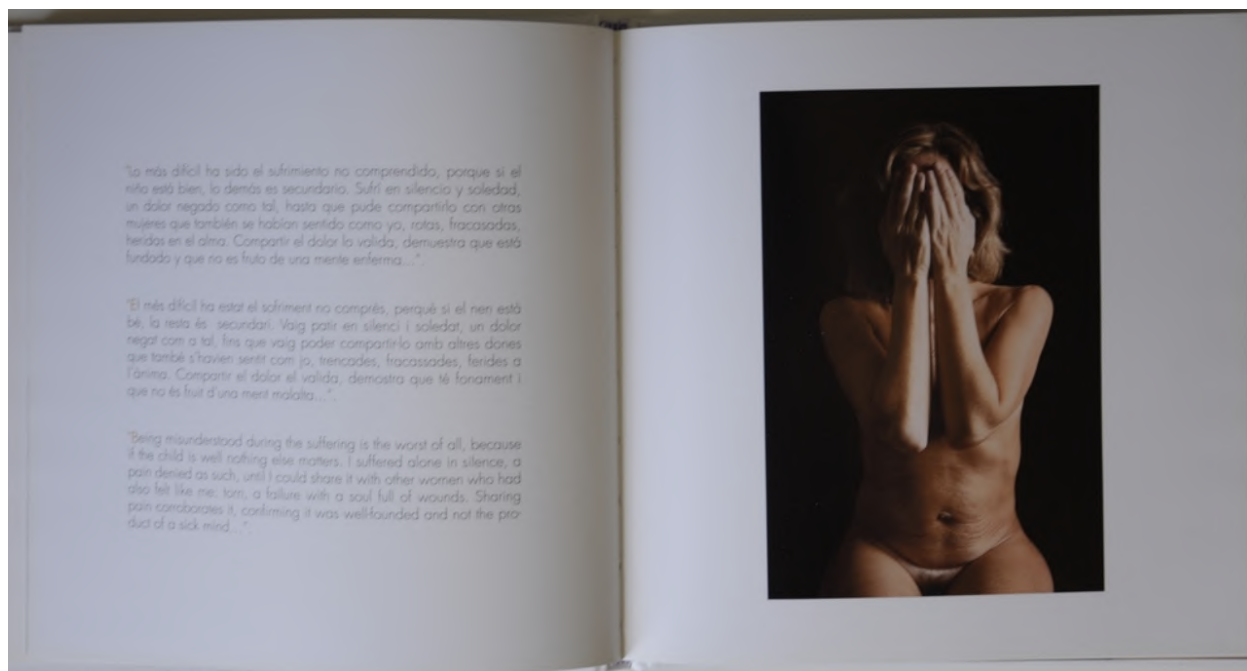 "Lo más difícil ha sido el sufrimiento no comprendido, porque si el
niño está bien, lo demás es secundario. Sufrí en silencio y soledad,
un dolor negado como tal, hasta que pude compartirlo con otras
mujeres que también se habían sentido como yo, rotas, fracasadas,
heridas en el alma. Compartir el dolor lo valida, demuestra que está
fundado y que no es fruto de una mente enferma...".
"El més difícil ha estat el sofriment no comprès, perquè si el nen està
bé, la resta és secundari. Vaig patir en silenci i soledat, un dolor
negat com a tal, fins que vaig poder compartir-lo amb altres dones
que també s'havien sentit com jo, trencades, fracassades, ferides a
l'ànima. Compartir el dolor el valida, demostra que té fonament i
que no és fruit d'una ment malalta...".
"Being misunderstood during the suffering is the worst of all, because
if the child is well nothing else matters. I suffered alone in silence, a
pain denied as such, until I could share it with other women who had
also felt like me: torn, a failure with a soul full of wounds. Sharing
pain corroborates it, confirming it was well-founded and not the pro-
duct of a sick mind...".